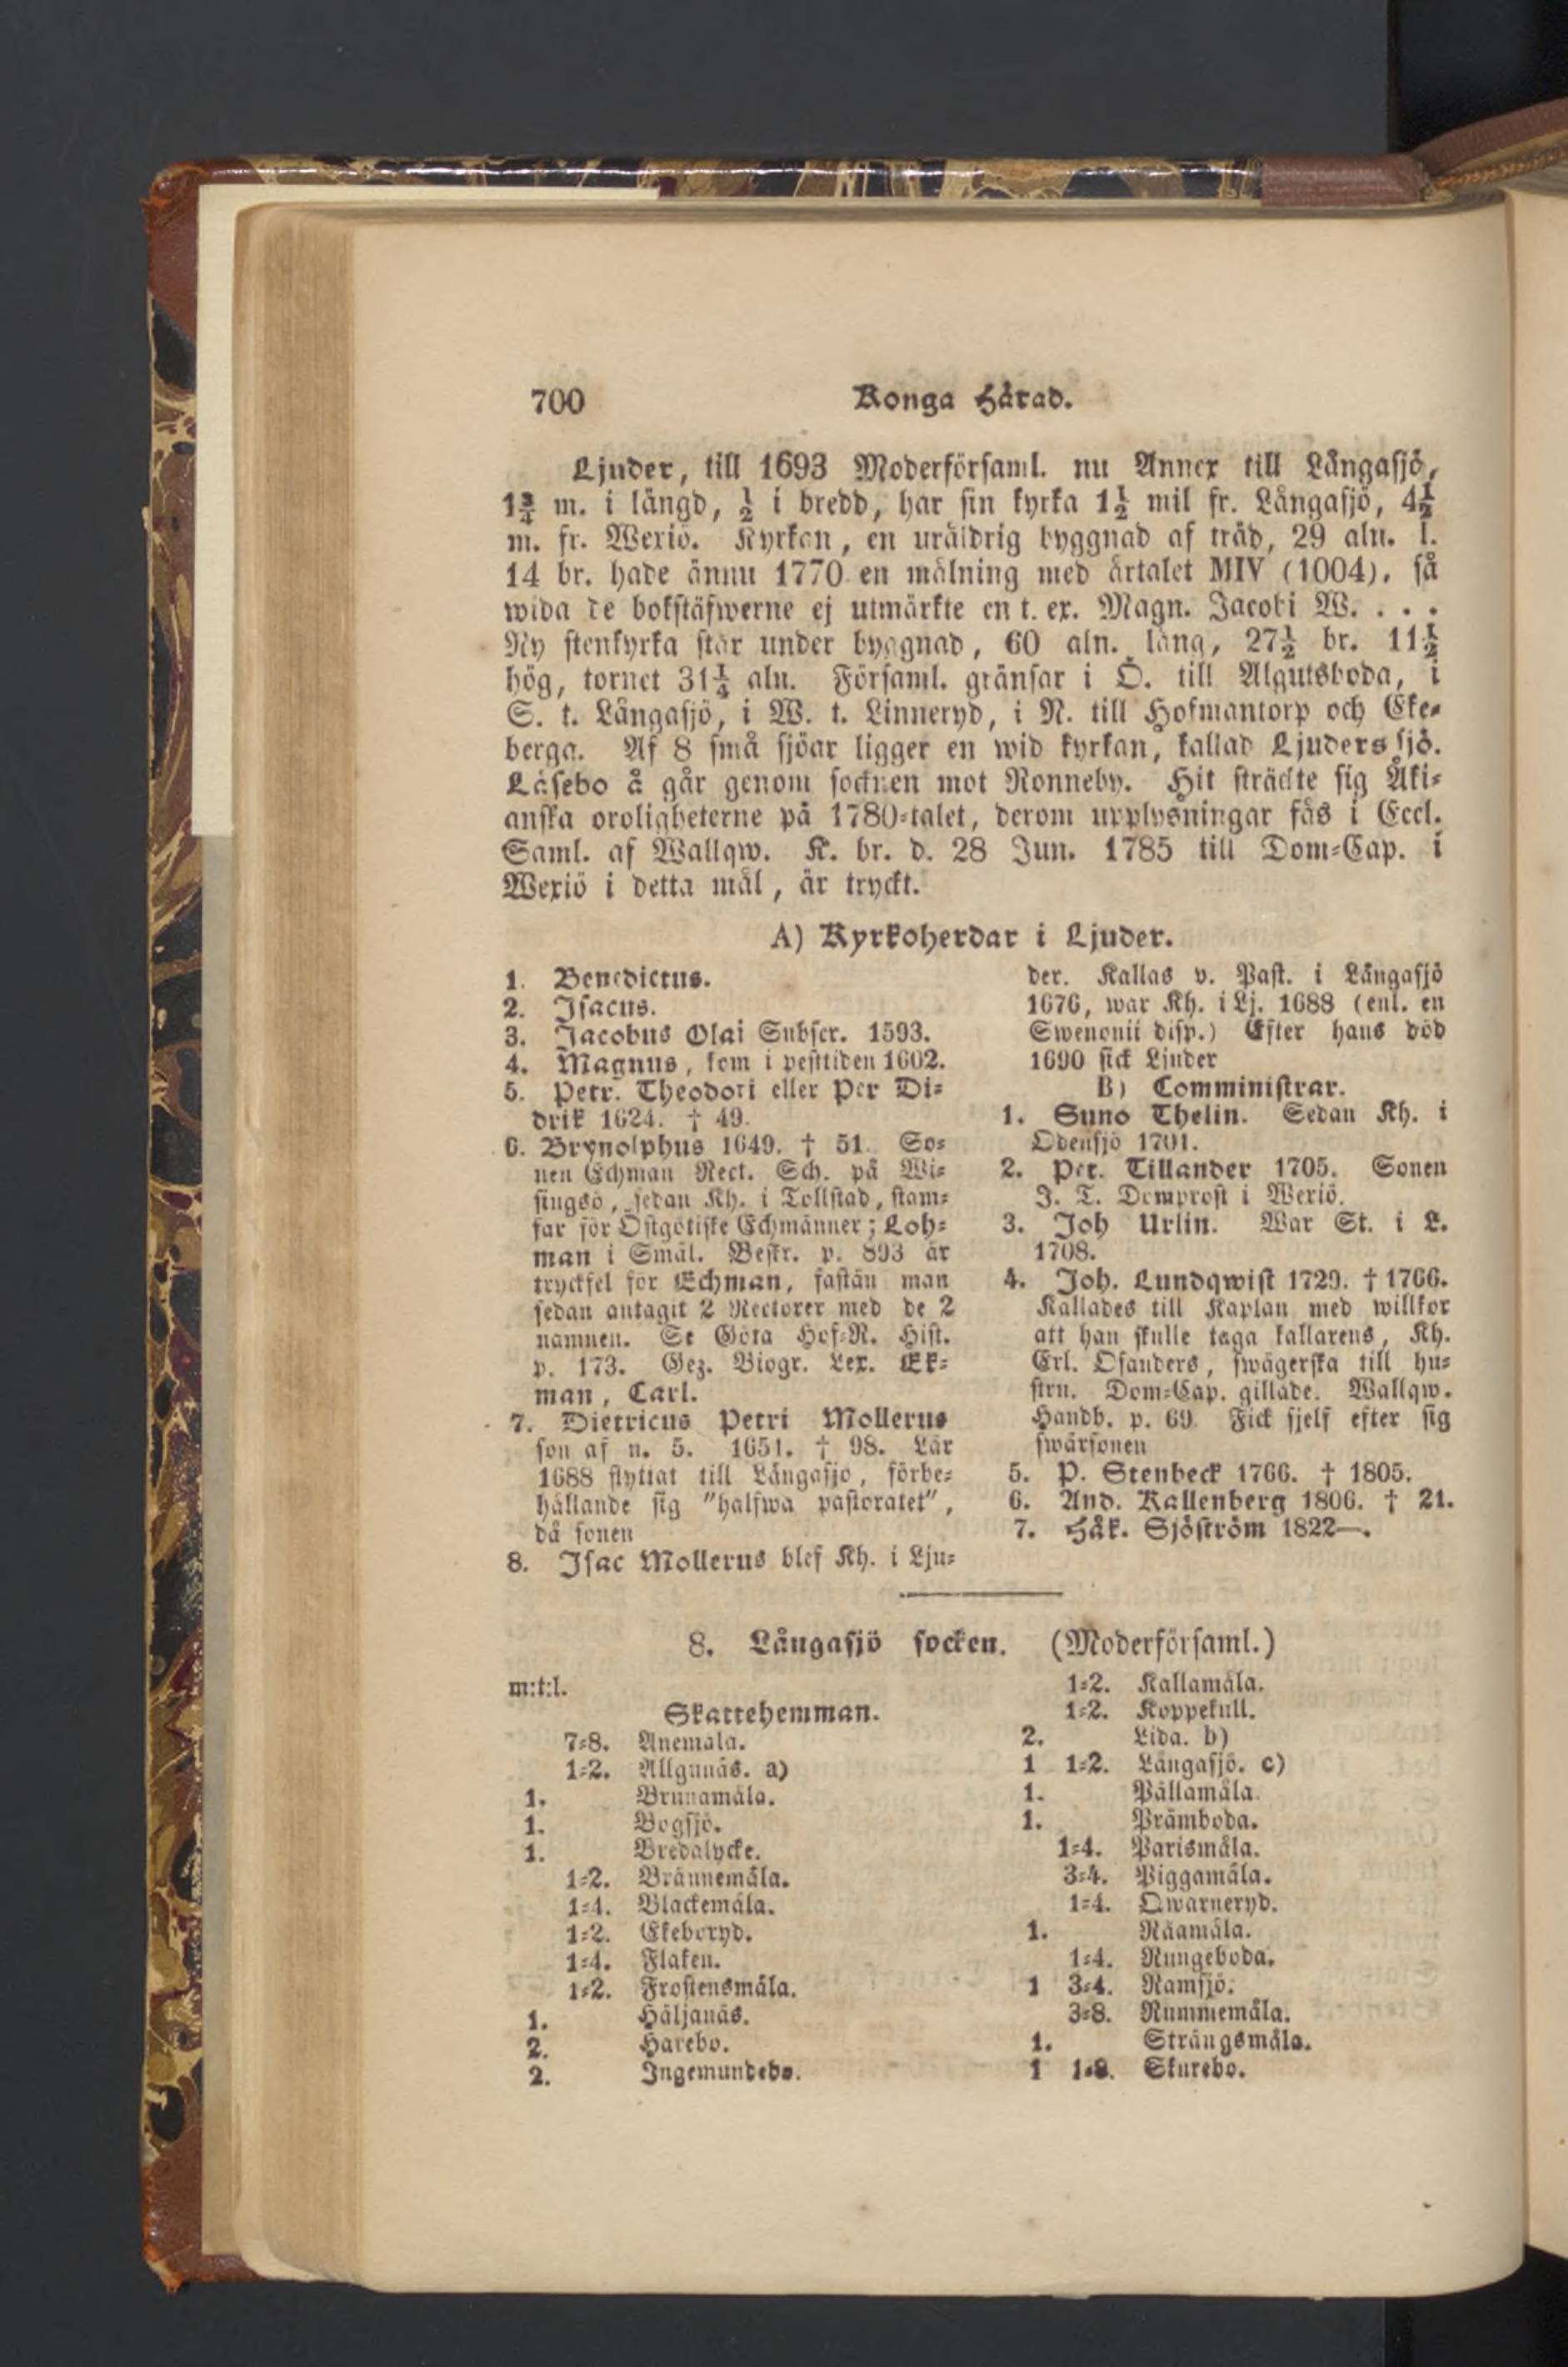 700
Konga Härad.
Ljuder, till 1693 Moderförsaml. nu Annex till Långasjö,
1¾ m. i längd, ½ i bredd, har sin kyrka 1½ mil fr. Långasjö, 4½
m. fr. Wexiö. Kyrkan, en uräldrig byggnad af träd, 29 aln. l.
14 br. hade ännu 1770 en målning med årtalet MIV (1004), så
wida de bokstäfwerne ej utmärkte en t. ex. Magn. Jacobi W. . . .
Ny stenkyrka står under byggnad, 60 aln. lång, 27½ br. 11½
hög, tornet 31¼ aln. Församl. gränsar i Ö. till Algutsboda, i
S. t. Långasjö, i W. t. Linneryd, i N. till Hofmantorp och Eke-
berga. Af 8 små sjöar ligger en wid kyrkan, kallad Ljuders sjö.
Låsebo å går genom socknen mot Ronneby. Hit sträckte sig Åki-
anska oroligheterne på 1780-talet, derom upplysningar fås i Eccl.
Saml. af Wallqw. K. br. d. 28 Jun. 1785 till Dom-Cap. i
Wexiö i detta mål, är tryckt.
A) Kyrkoherdar i Ljuder.
1. Benedictus.
2. Isacus.
3. Jacobus Olai Subscr. 1593.
4. Magnus, kom i pesttiden 1602.
5. Petr. Theodori eller Per Di-
drik 1624. † 49.
6. Brynolphus 1649. † 51. So-
nen Echman Rect. Sch. på Wi-
singsö, sedan Kh. i Tollstad, stam-
far för Östgötiske Echmänner; Loh-
man i Smål. Beskr. p. 893 är
tryckfel för Echman, fastän man
sedan antagit 2 Rectorer med de 2
namnen. Se Göta Hof-R. Hist.
p. 173. Gez. Biogr. Lex. Ek-
man, Carl.
7. Dietricus Petri Mollerus
son af n. 5. 1651. † 98. Lär
1688 flyttat till Långasjö, förbe-
hållande sig "halfwa pastoratet",
då sonen
8. Isac Mollerus blef Kh. i Lju-
der. Kallas v. Past. i Långasjö
1676, war Kh. i Lj. 1688 (enl. en
Swenonii disp.) Efter hans död
1690 fick Ljuder
B) Comministrar.
1. Suno Thelin. Sedan Kh. i
Odensjö 1701.
2. Pet. Tillander 1705. Sonen
J. T. Domprost i Wexiö.
3. Joh Urlin. War St. i L.
1708.
4. Joh. Lundqwist 1729. † 1766.
Kallades till Kaplan med willkor
att han skulle taga kallarens, Kh.
Erl. Osanders, swägerska till hu-
stru. Dom-Cap. gillade. Wallqw.
Handb. p. 69. Fick sjelf efter sig
swärsonen
5. P. Stenbeck 1766. † 1805.
6. And. Kallenberg 1806. † 21.
7. Håk. Sjöström 1822—.
8. Långasjö socken. (Moderförsaml.)
m:t:l.
Skattehemman.
7-8. Anemåla.
1-2. Allgunås. a)
1. Brunamåla.
1. Bogsjö.
1. Bredalycke.
1-2. Brännemåla.
1-4. Blackemåla.
1-2. Ekeboryd.
1-4. Flaken.
1-2. Frostensmåla.
1. Häljanäs.
2. Harebo.
2. Ingemundebo.
1-2. Kallamåla.
1-2. Koppekull.
2. Lida. b)
1 1-2. Långasjö. c)
1. Pållamåla.
1. Prämboda.
1-4. Parismåla.
3-4. Piggamåla.
1-4. Qwarneryd.
1. Råamåla.
1-4. Rungeboda.
1 3-4. Ramsjö.
3-8. Rummemåla.
1. Strängsmåla.
1 1-8. Skurebo.